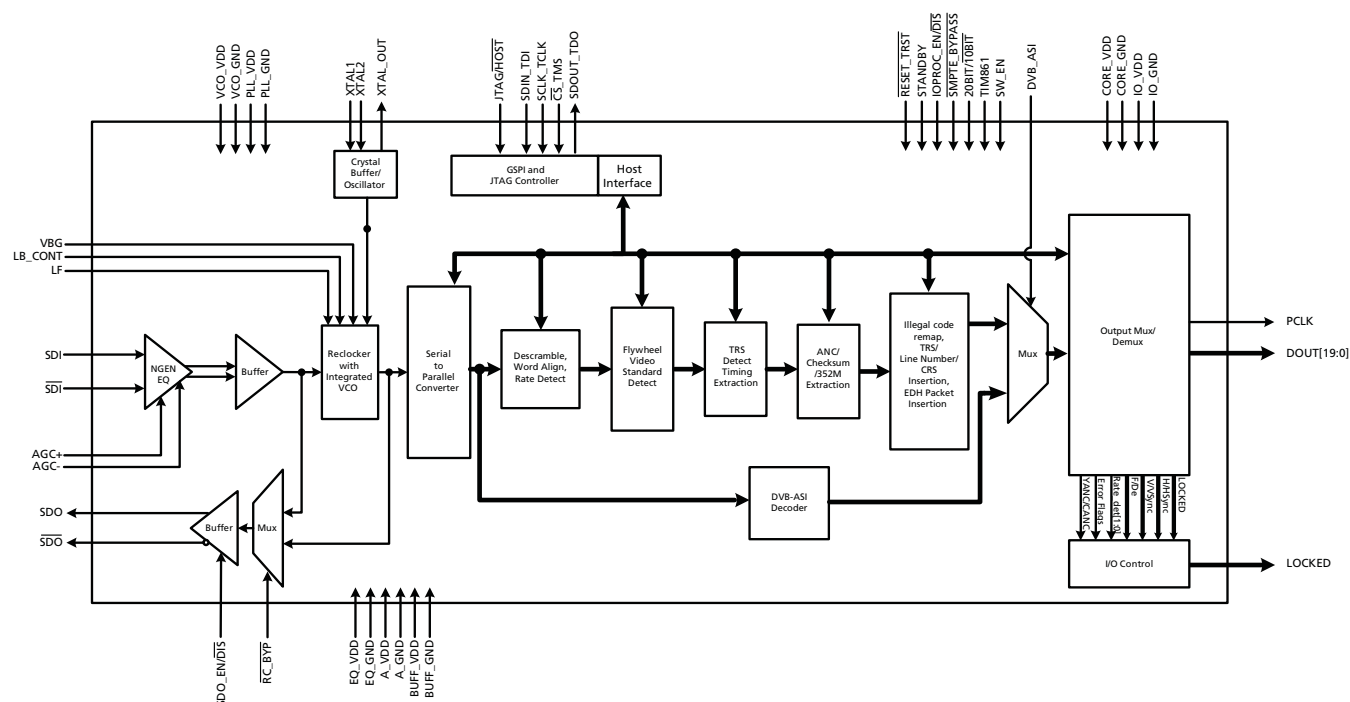 VCO_VDD
VCO_GND
PLL_VDD
PLL_GND
XTAL1
XTAL2
XTAL_OUT
JTAG/HOST
SDIN_TDI
SCLK_TCLK
CS_TMS
SDOUT_TDO
RESET_TRST
STANDBY
IOPROC_EN/DIS
SMPTE_BYPASS
20BIT/10BIT
TIM861
SW_EN
DVB_ASI
CORE_VDD
CORE_GND
IO_VDD
IO_GND
Crystal
Buffer/
Oscillator
GSPI and
JTAG Controller
Host
Interface
VBG
LB_CONT
LF
SDI
SDI
AGC+
AGC-
NGEN
EQ
Buffer
Reclocker
with
Integrated
VCO
Serial
to
Parallel
Converter
Descramble,
Word Align,
Rate Detect
Flywheel
Video
Standard
Detect
TRS
Detect
Timing
Extraction
ANC/
Checksum
/352M
Extraction
Illegal code
remap,
TRS/
Line Number/
CRS
Insertion,
EDH Packet
Insertion
Mux
Output Mux/
Demux
PCLK
DOUT[19:0]
DVB-ASI
Decoder
SDO
SDO
Buffer
Mux
YANC/CANC
Error Flags
Rate_det[1:0]
F/De
V/VSync
H/HSync
LOCKED
I/O Control
LOCKED
SDO_EN/DIS
RC_BYP
EQ_VDD
EQ_GND
A_VDD
A_GND
BUFF_VDD
BUFF_GND